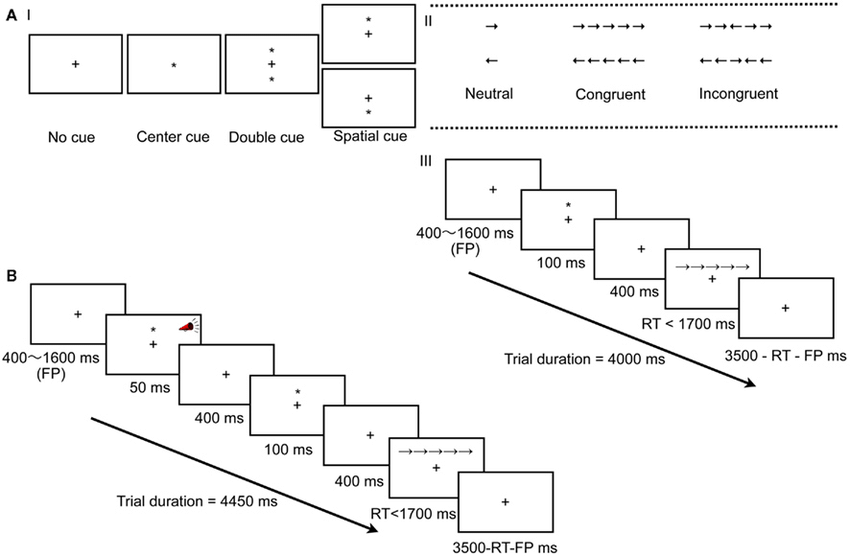 A I
+
*
*
+
*
*
+
+
*
No cue
Center cue
Double cue
Spatial cue
II
→
→→→→→
→→←→→
←
←←←←←
←←→←←
Neutral
Congruent
Incongruent
III
+
400～1600 ms
(FP)
*
+
100 ms
+
400 ms
→→→→→
+
RT < 1700 ms
+
3500 - RT - FP ms
Trial duration = 4000 ms
B
+
400～1600 ms
(FP)
*
+
50 ms
+
400 ms
*
+
100 ms
+
400 ms
→→→→→
+
RT<1700 ms
+
3500-RT-FP ms
Trial duration = 4450 ms